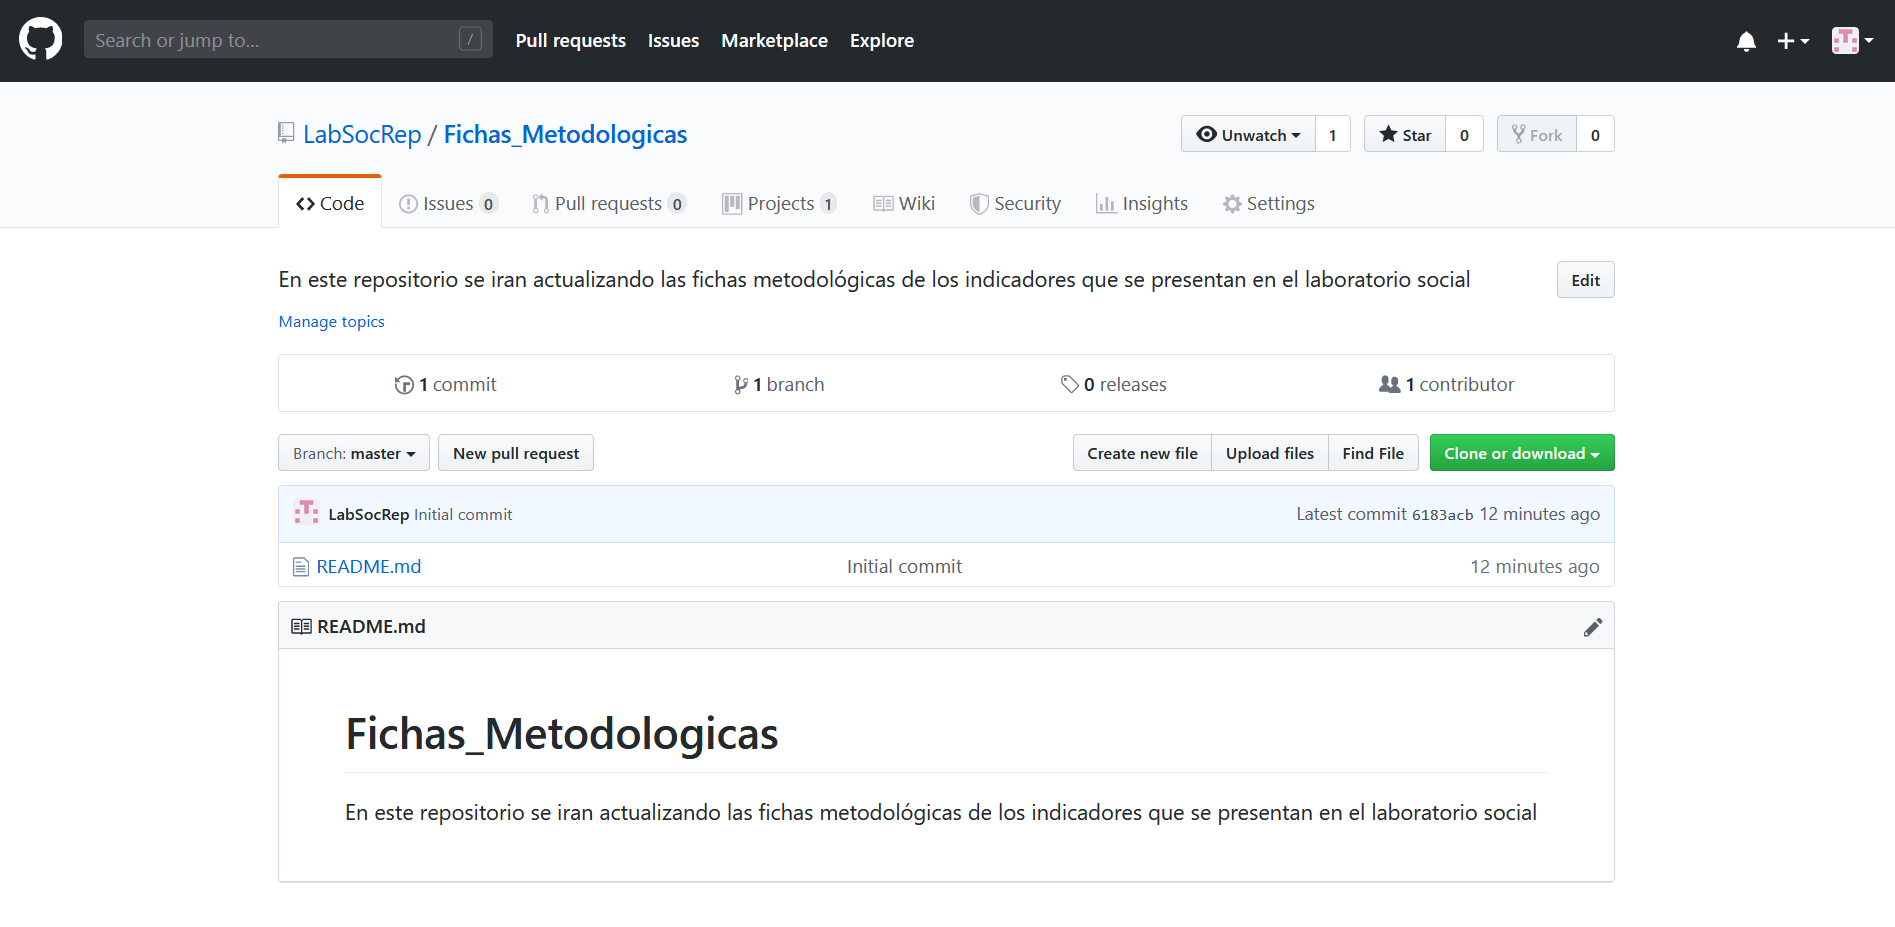 Search or jump to... /
Pull requests Issues Marketplace Explore
LabSocRep / Fichas_Metodologicas
Unwatch 1 Star 0 Fork 0
Code Issues 0 Pull requests 0 Projects 1 Wiki Security Insights Settings
En este repositorio se iran actualizando las fichas metodológicas de los indicadores que se presentan en el laboratorio social Edit
Manage topics
1 commit 1 branch 0 releases 1 contributor
Branch: master New pull request Create new file Upload files Find File Clone or download
LabSocRep Initial commit Latest commit 6183acb 12 minutes ago
README.md Initial commit 12 minutes ago
README.md
Fichas_Metodologicas
En este repositorio se iran actualizando las fichas metodológicas de los indicadores que se presentan en el laboratorio social